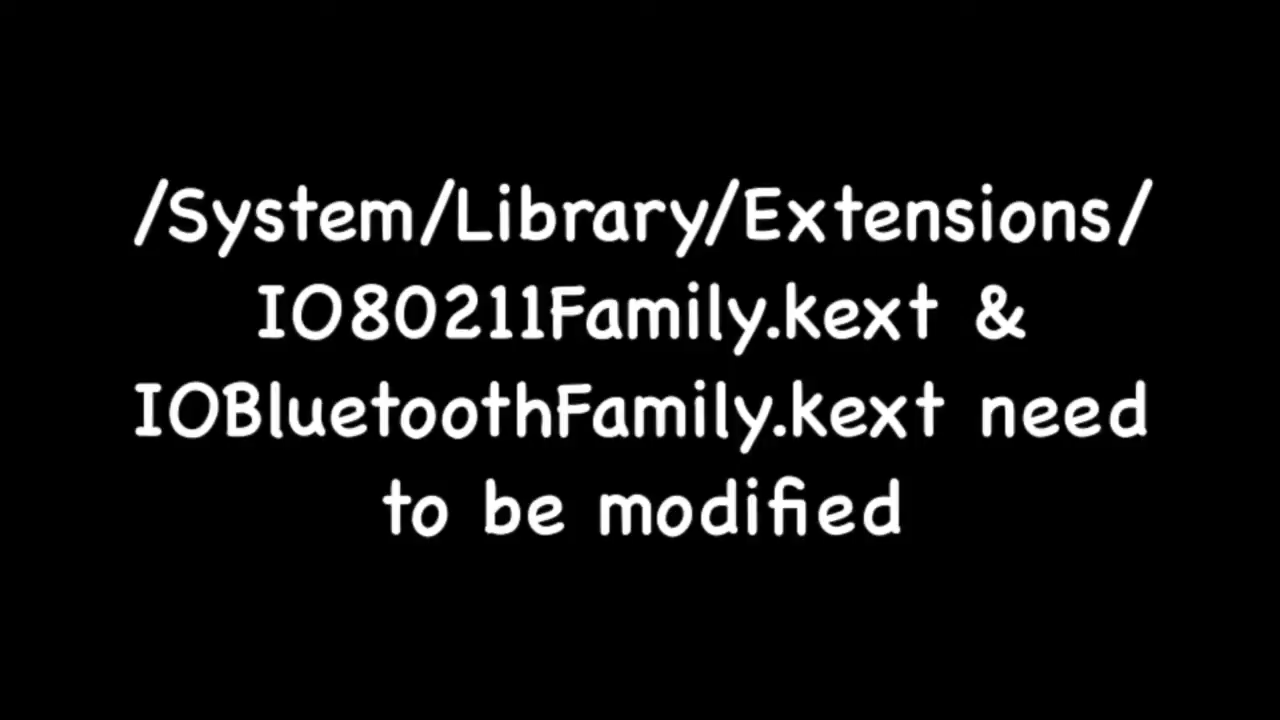 /System/Library/Extensions/
IO80211Family.kext &
IOBluetoothFamily.kext need
to be modified